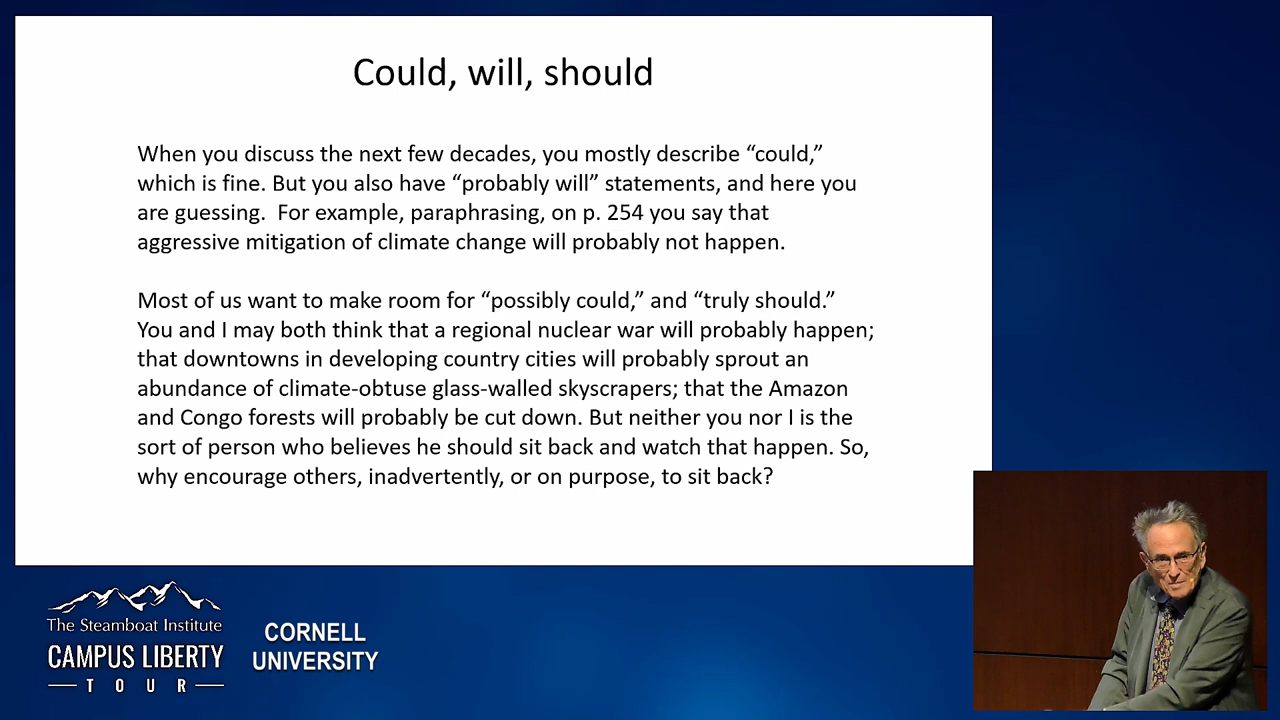 Could, will, should
When you discuss the next few decades, you mostly describe “could,”
which is fine. But you also have “probably will” statements, and here you
are guessing.  For example, paraphrasing, on p. 254 you say that
aggressive mitigation of climate change will probably not happen.
Most of us want to make room for “possibly could,” and “truly should.”
You and I may both think that a regional nuclear war will probably happen;
that downtowns in developing country cities will probably sprout an
abundance of climate-obtuse glass-walled skyscrapers; that the Amazon
and Congo forests will probably be cut down. But neither you nor I is the
sort of person who believes he should sit back and watch that happen. So,
why encourage others, inadvertently, or on purpose, to sit back?
The Steamboat Institute
CAMPUS LIBERTY
TOUR
CORNELL
UNIVERSITY